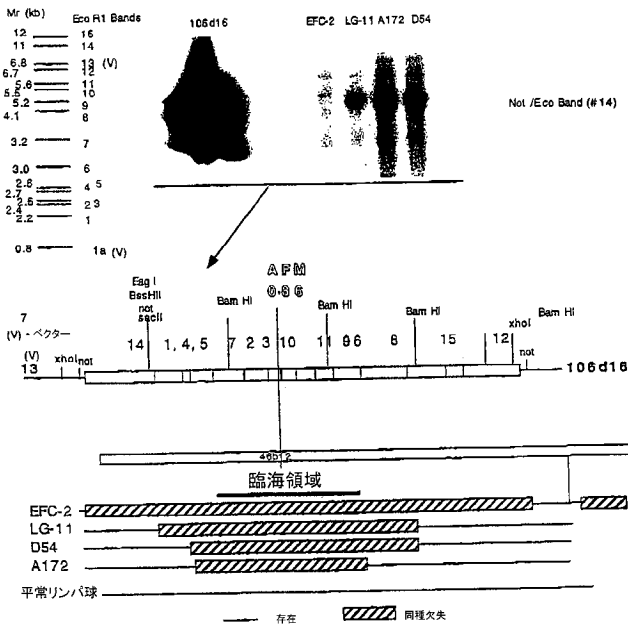 Mr (kb) Eco R1 Bands
106d16
EFC-2 LG-11 A172 D54
12 16
11 14
6.8 13 (V)
6.7 12
5.6 11
5.5 10
5.2 9
4.1 8
3.2 7
3.0 6
2.8 4 5
2.7
2.5 2 3
2.4
2.2 1
0.8 1a (V)
Not /Eco Band (#14)
AFM
Eag I
BssHII
not
sacII
Bam HI
Bam HI
Bam HI
Bam HI
7
(V) - ベクター
xhoI
14 1, 4, 5 7 2 3 10 11 9 6 8 15 12
(V)
13
xhoI not
not
106d16
46b12
臨海領域
EFC-2
LG-11
D54
A172
平常リンパ球
存在
同種欠失